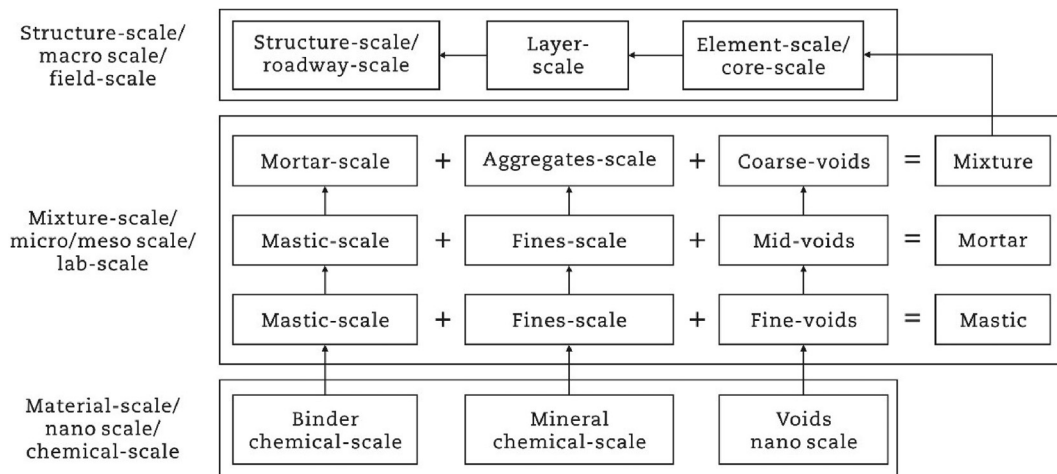 Structure-scale/
macro scale/
field-scale
Structure-scale/
roadway-scale
Layer-
scale
Element-scale/
core-scale
Mixture-scale/
micro/meso scale/
lab-scale
Mortar-scale + Aggregates-scale + Coarse-voids = Mixture
Mastic-scale + Fines-scale + Mid-voids = Mortar
Mastic-scale + Fines-scale + Fine-voids = Mastic
Material-scale/
nano scale/
chemical-scale
Binder
chemical-scale
Mineral
chemical-scale
Voids
nano scale